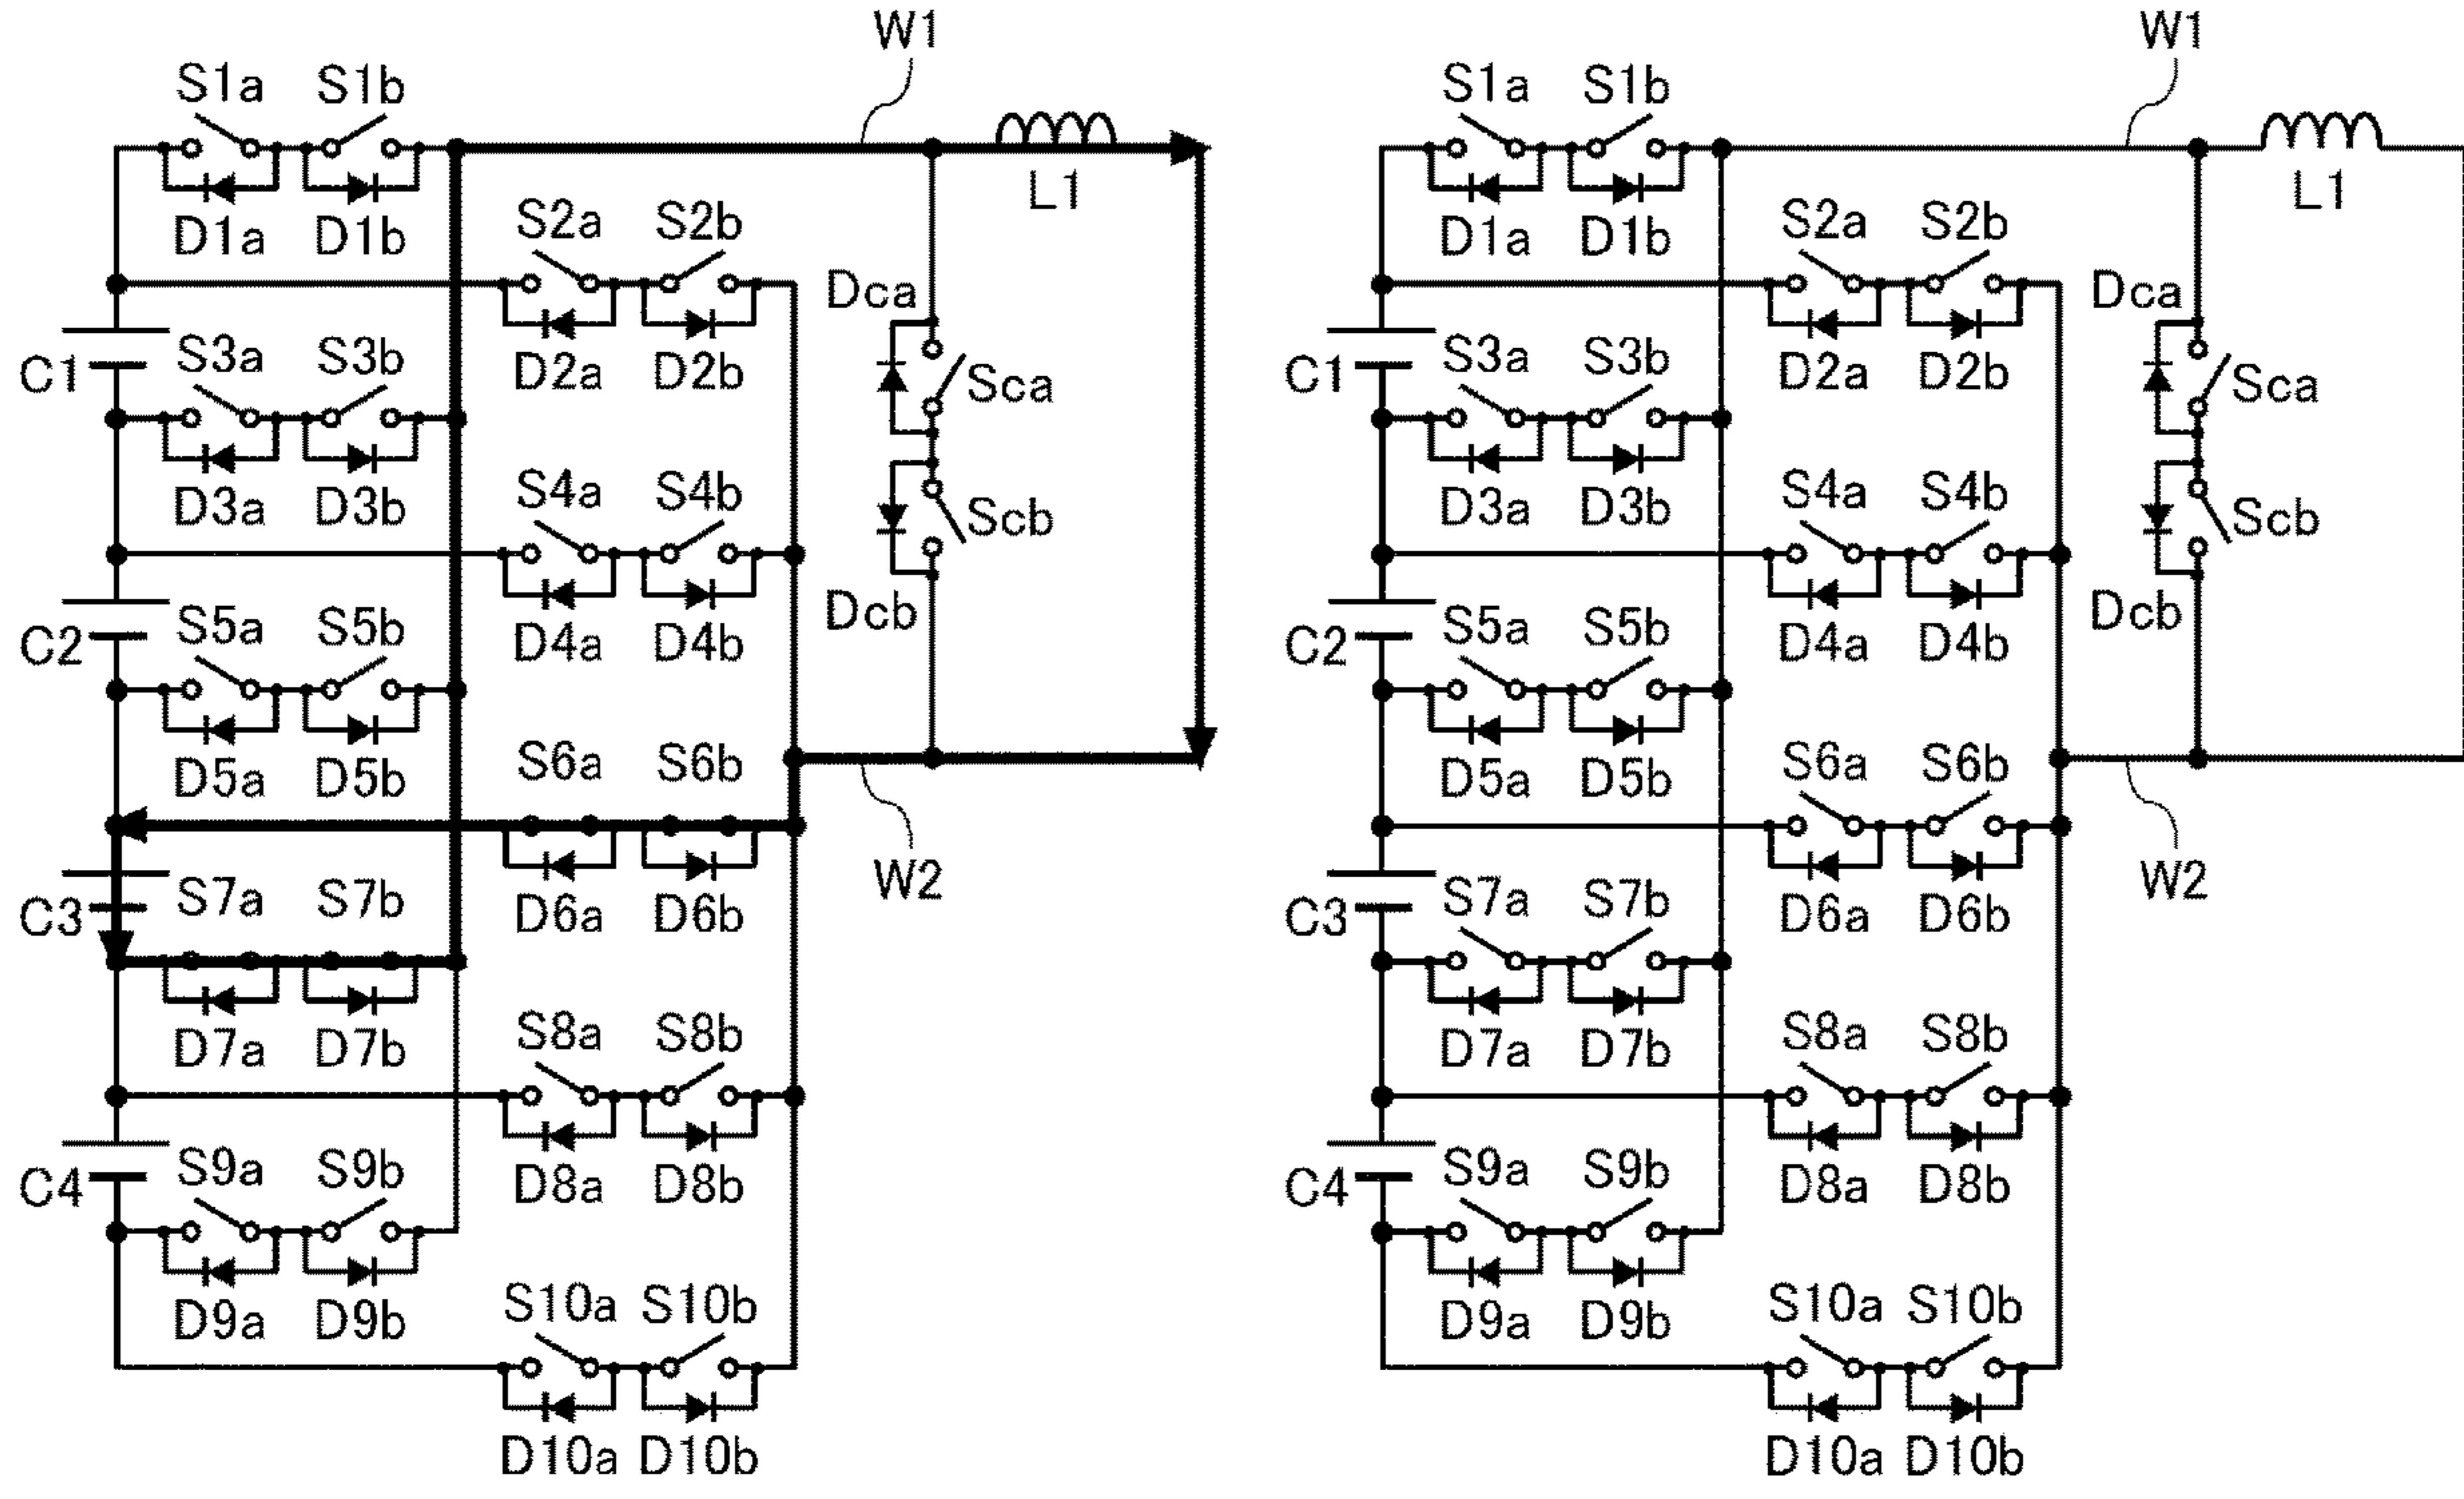 W1
S1a S1b
L1
D1a D1b
S2a S2b
Dca
C1
S3a S3b
D2a D2b
Sca
D3a D3b
S4a S4b
Scb
Dcb
C2
S5a S5b
D4a D4b
D5a D5b
S6a S6b
W2
C3
S7a S7b
D6a D6b
D7a D7b
S8a S8b
C4
S9a S9b
D8a D8b
D9a D9b
S10a S10b
D10a D10b
W1
S1a S1b
L1
D1a D1b
S2a S2b
Dca
C1
S3a S3b
D2a D2b
Sca
D3a D3b
S4a S4b
Scb
Dcb
C2
S5a S5b
D4a D4b
D5a D5b
S6a S6b
W2
C3
S7a S7b
D6a D6b
D7a D7b
S8a S8b
C4
S9a S9b
D8a D8b
D9a D9b
S10a S10b
D10a D10b